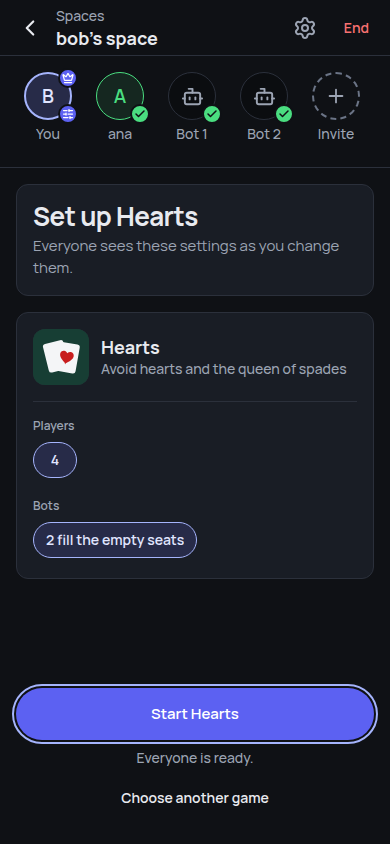 Spaces
bob's space
End
B
A
You
ana
Bot 1
Bot 2
Invite
Set up Hearts
Everyone sees these settings as you change
them.
Hearts
Avoid hearts and the queen of spades
Players
4
Bots
2 fill the empty seats
Start Hearts
Everyone is ready.
Choose another game